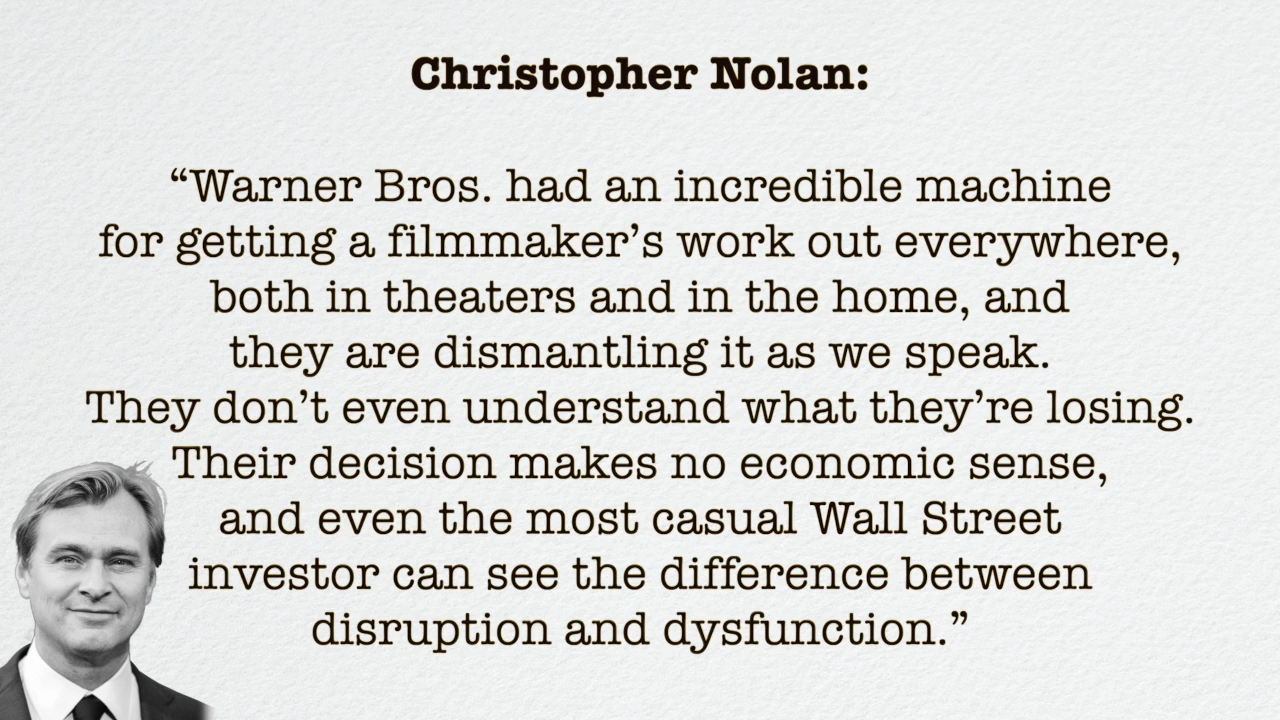 Christopher Nolan:
“Warner Bros. had an incredible machine
for getting a filmmaker’s work out everywhere,
both in theaters and in the home, and
they are dismantling it as we speak.
They don’t even understand what they’re losing.
Their decision makes no economic sense,
and even the most casual Wall Street
investor can see the difference between
disruption and dysfunction.”